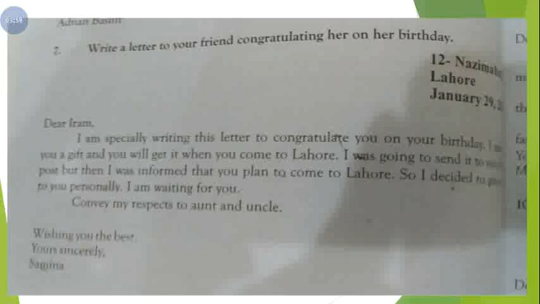 Adnan Basim
7. Write a letter to your friend congratulating her on her birthday.
12- Nazima
Lahore
January 29, 2
Dear Iram,
I am specially writing this letter to congratulate you on your birthday. I
you a gift and you will get it when you come to Lahore. I was going to send it to
post but then I was informed that you plan to come to Lahore. So I decided to
to you personally. I am waiting for you.
Convey my respects to aunt and uncle.
Wishing you the best
Yours sincerely,
Sagina